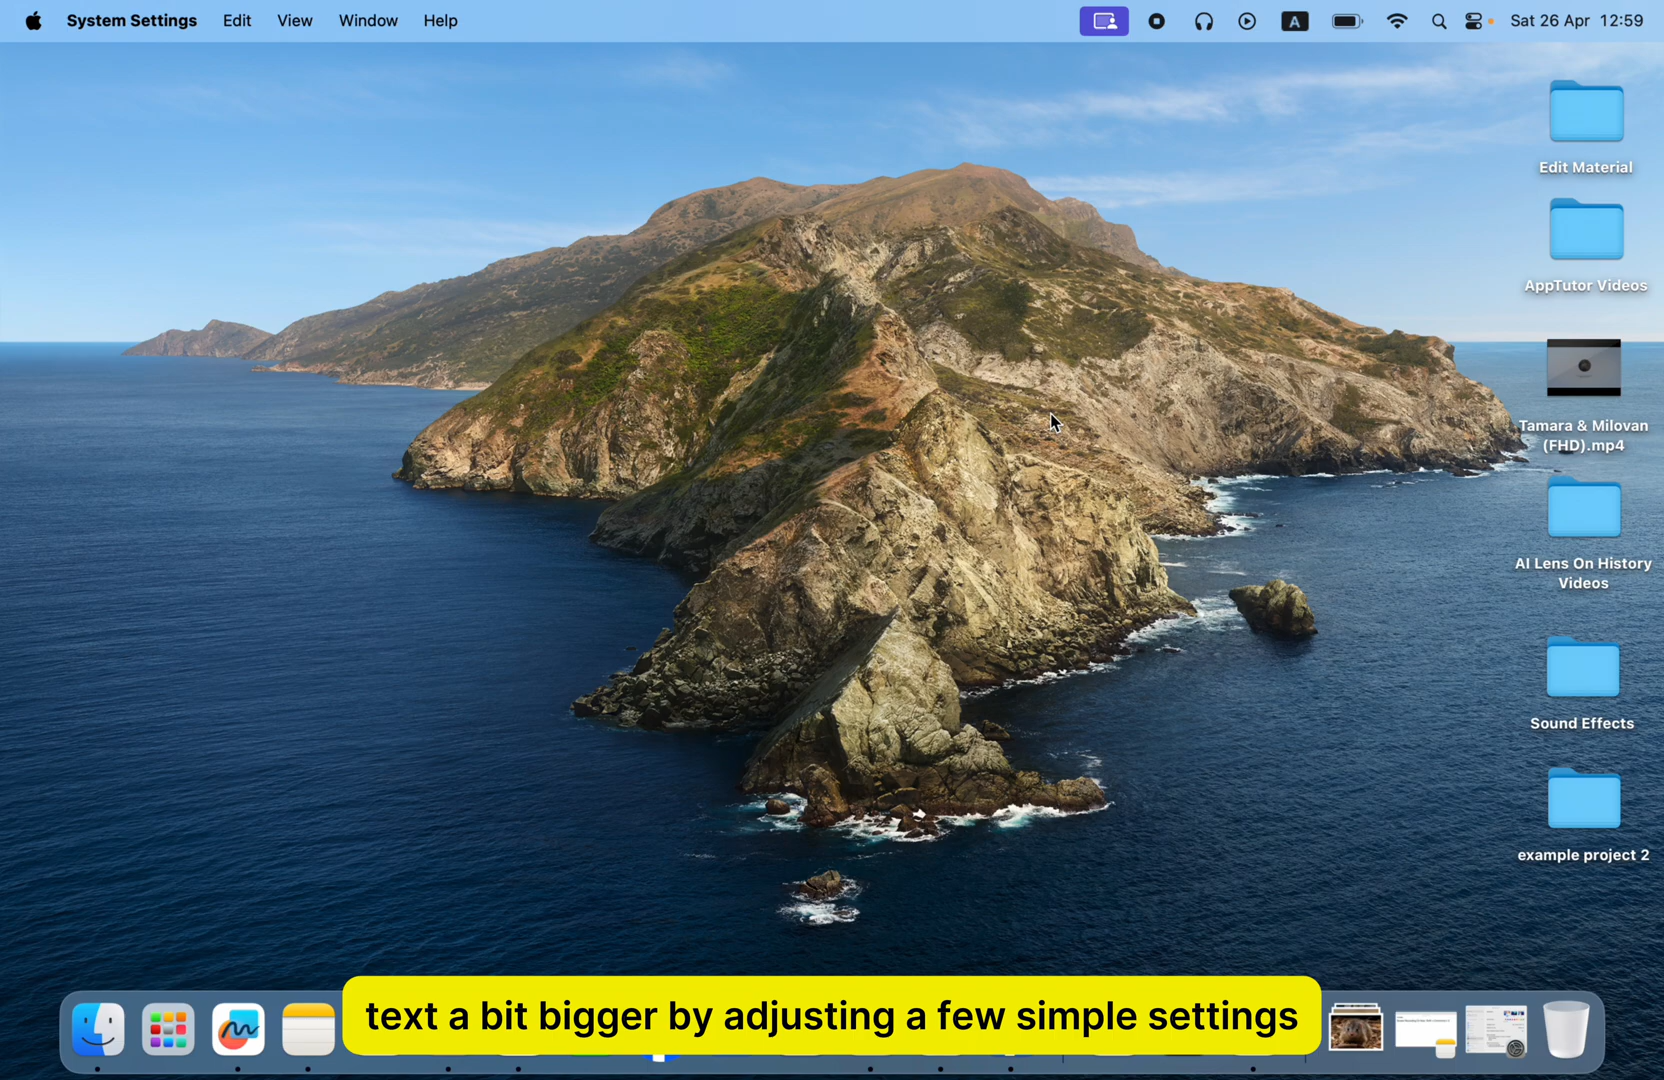 System Settings Edit View Window Help A Sat 26 Apr 12:59
Edit Material
AppTutor Videos
Tamara & Milovan
(FHD).mp4
AI Lens On History
Videos
Sound Effects
example project 2
text a bit bigger by adjusting a few simple settings